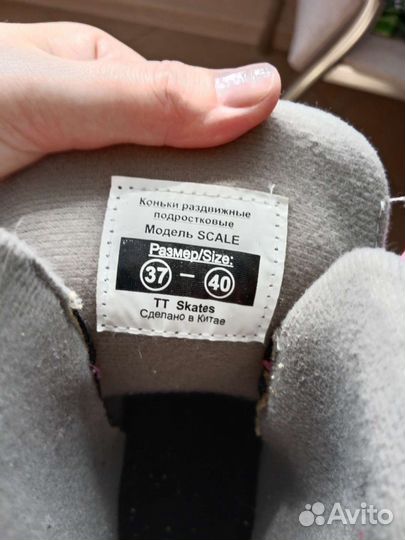 Коньки раздвижные
подростковые
Модель SCALE
Размер/Size:
37 – 40
TT Skates
Сделано в Китае
Avito